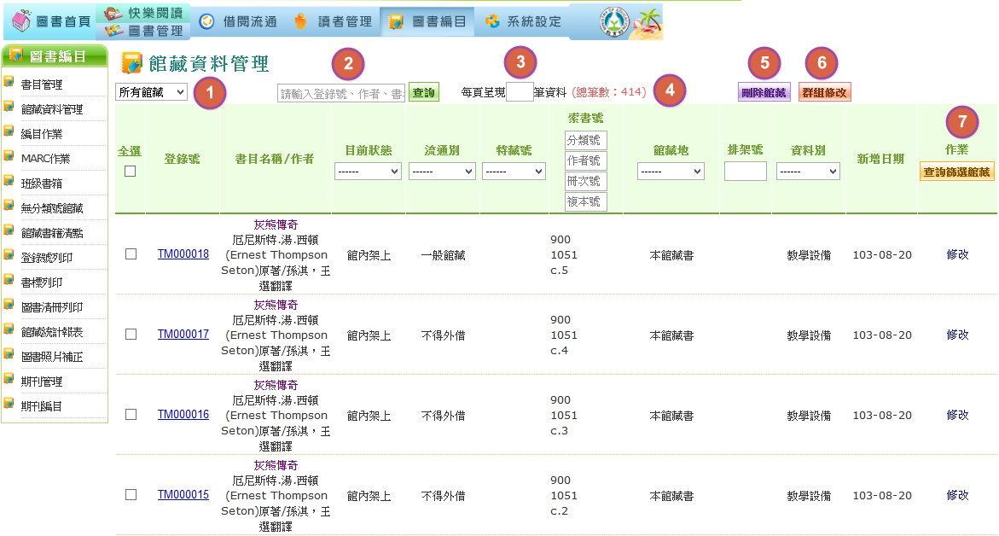 圖書首頁
快樂閱讀
圖書管理
借閱流通
讀者管理
圖書編目
系統設定
圖書編目
書目管理
館藏資料管理
編目作業
MARC作業
班級書箱
無分類號館藏
館藏書籍清點
登錄號列印
書標列印
圖書清冊列印
館藏統計報表
圖書照片補正
期刊管理
期刊編目
館藏資料管理
2
3
5
6
所有館藏
1
請輸入登錄號、作者、書:
查詢
每頁呈現 筆資料 (總筆數：414)
4
刪除館藏
群組修改
7
全選
登錄號
書目名稱/作者
目前狀態
------
流通別
------
特藏號
------
索書號
分類號
作者號
冊次號
複本號
館藏地
------
排架號
資料別
------
新增日期
作業
查詢篩選館藏
TM000018
灰熊傳奇
厄尼斯特.湯.西頓
(Ernest Thompson
Seton)原著/孫淇，王
選翻譯
館內架上
一般館藏
900
1051
c.5
本館藏書
教學設備
103-08-20
修改
TM000017
灰熊傳奇
厄尼斯特.湯.西頓
(Ernest Thompson
Seton)原著/孫淇，王
選翻譯
館內架上
不得外借
900
1051
c.4
本館藏書
教學設備
103-08-20
修改
TM000016
灰熊傳奇
厄尼斯特.湯.西頓
(Ernest Thompson
Seton)原著/孫淇，王
選翻譯
館內架上
不得外借
900
1051
c.3
本館藏書
教學設備
103-08-20
修改
TM000015
灰熊傳奇
厄尼斯特.湯.西頓
(Ernest Thompson
Seton)原著/孫淇，王
選翻譯
館內架上
不得外借
900
1051
c.2
本館藏書
教學設備
103-08-20
修改